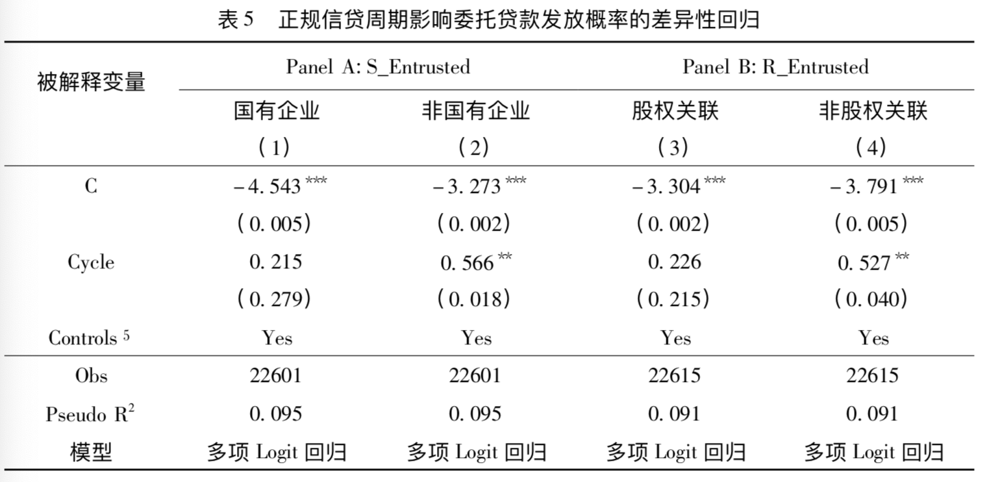 表 5 正规信贷周期影响委托贷款发放概率的差异性回归
被解释变量 Panel A: S_Entrusted Panel B: R_Entrusted
国有企业 非国有企业 股权关联 非股权关联
(1) (2) (3) (4)
C -4.543*** -3.273*** -3.304*** -3.791***
(0.005) (0.002) (0.002) (0.005)
Cycle 0.215 0.566** 0.226 0.527**
(0.279) (0.018) (0.215) (0.040)
Controls 5 Yes Yes Yes Yes
Obs 22601 22601 22615 22615
Pseudo R2 0.095 0.095 0.091 0.091
模型 多项 Logit 回归 多项 Logit 回归 多项 Logit 回归 多项 Logit 回归